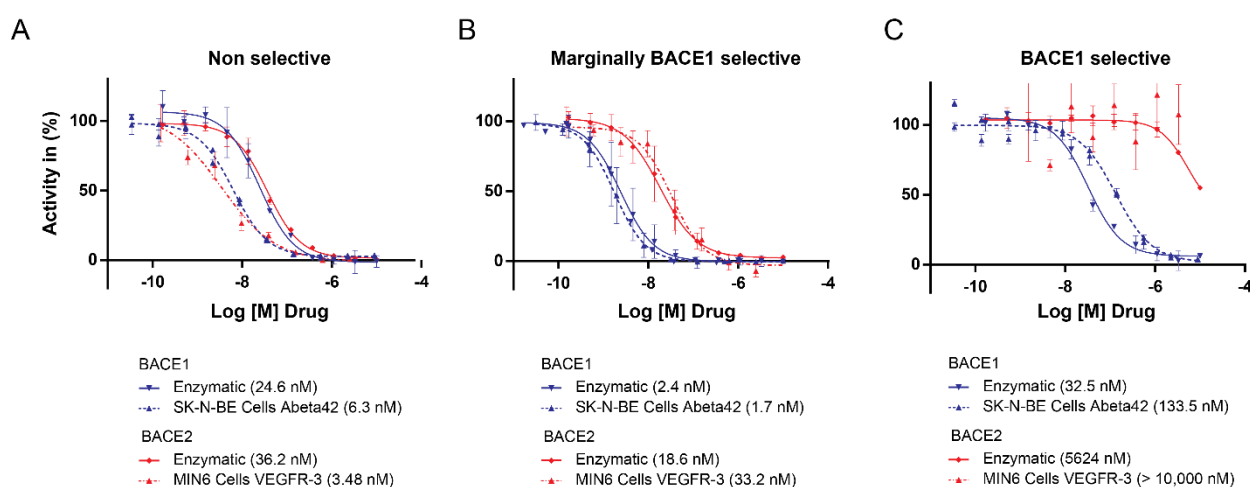 A
Non selective
Activity in (%)
100
50
0
-10
-8
-6
-4
Log [M] Drug
BACE1
Enzymatic (24.6 nM)
SK-N-BE Cells Abeta42 (6.3 nM)
BACE2
Enzymatic (36.2 nM)
MIN6 Cells VEGFR-3 (3.48 nM)
B
Marginally BACE1 selective
100
50
0
-10
-8
-6
-4
Log [M] Drug
BACE1
Enzymatic (2.4 nM)
SK-N-BE Cells Abeta42 (1.7 nM)
BACE2
Enzymatic (18.6 nM)
MIN6 Cells VEGFR-3 (33.2 nM)
C
BACE1 selective
100
50
0
-10
-8
-6
-4
Log [M] Drug
BACE1
Enzymatic (32.5 nM)
SK-N-BE Cells Abeta42 (133.5 nM)
BACE2
Enzymatic (5624 nM)
MIN6 Cells VEGFR-3 (> 10,000 nM)